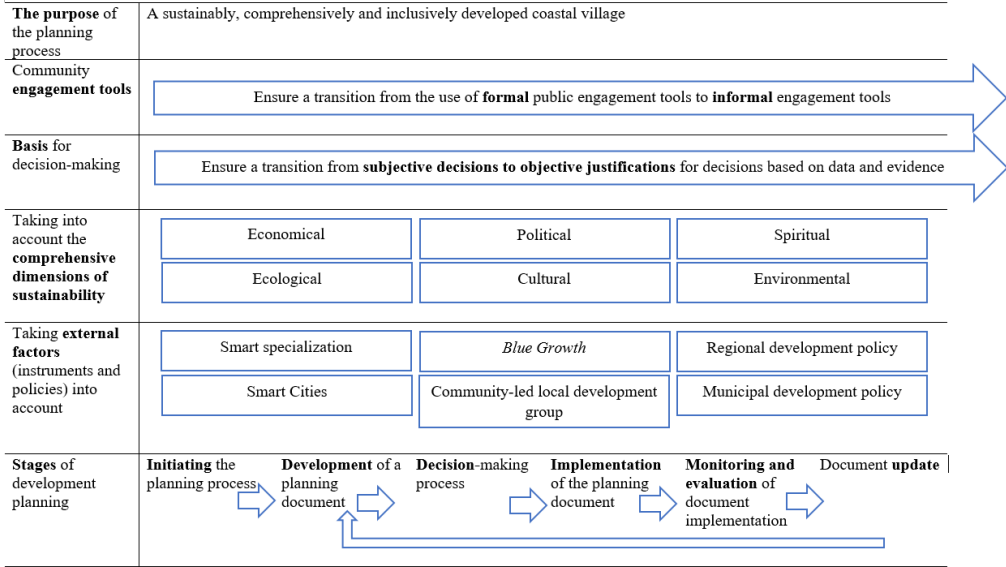 The purpose of
the planning
process
A sustainably, comprehensively and inclusively developed coastal village
Community
engagement tools
Ensure a transition from the use of formal public engagement tools to informal engagement tools
Basis for
decision-making
Ensure a transition from subjective decisions to objective justifications for decisions based on data and evidence
Taking into
account the
comprehensive
dimensions of
sustainability
Economical
Political
Spiritual
Ecological
Cultural
Environmental
Taking external
factors
(instruments and
policies) into
account
Smart specialization
Blue Growth
Regional development policy
Smart Cities
Community-led local development
group
Municipal development policy
Stages of
development
planning
Initiating the
planning process
Development of a
planning
document
Decision-making
process
Implementation
of the planning
document
Monitoring and
evaluation of
document
implementation
Document update